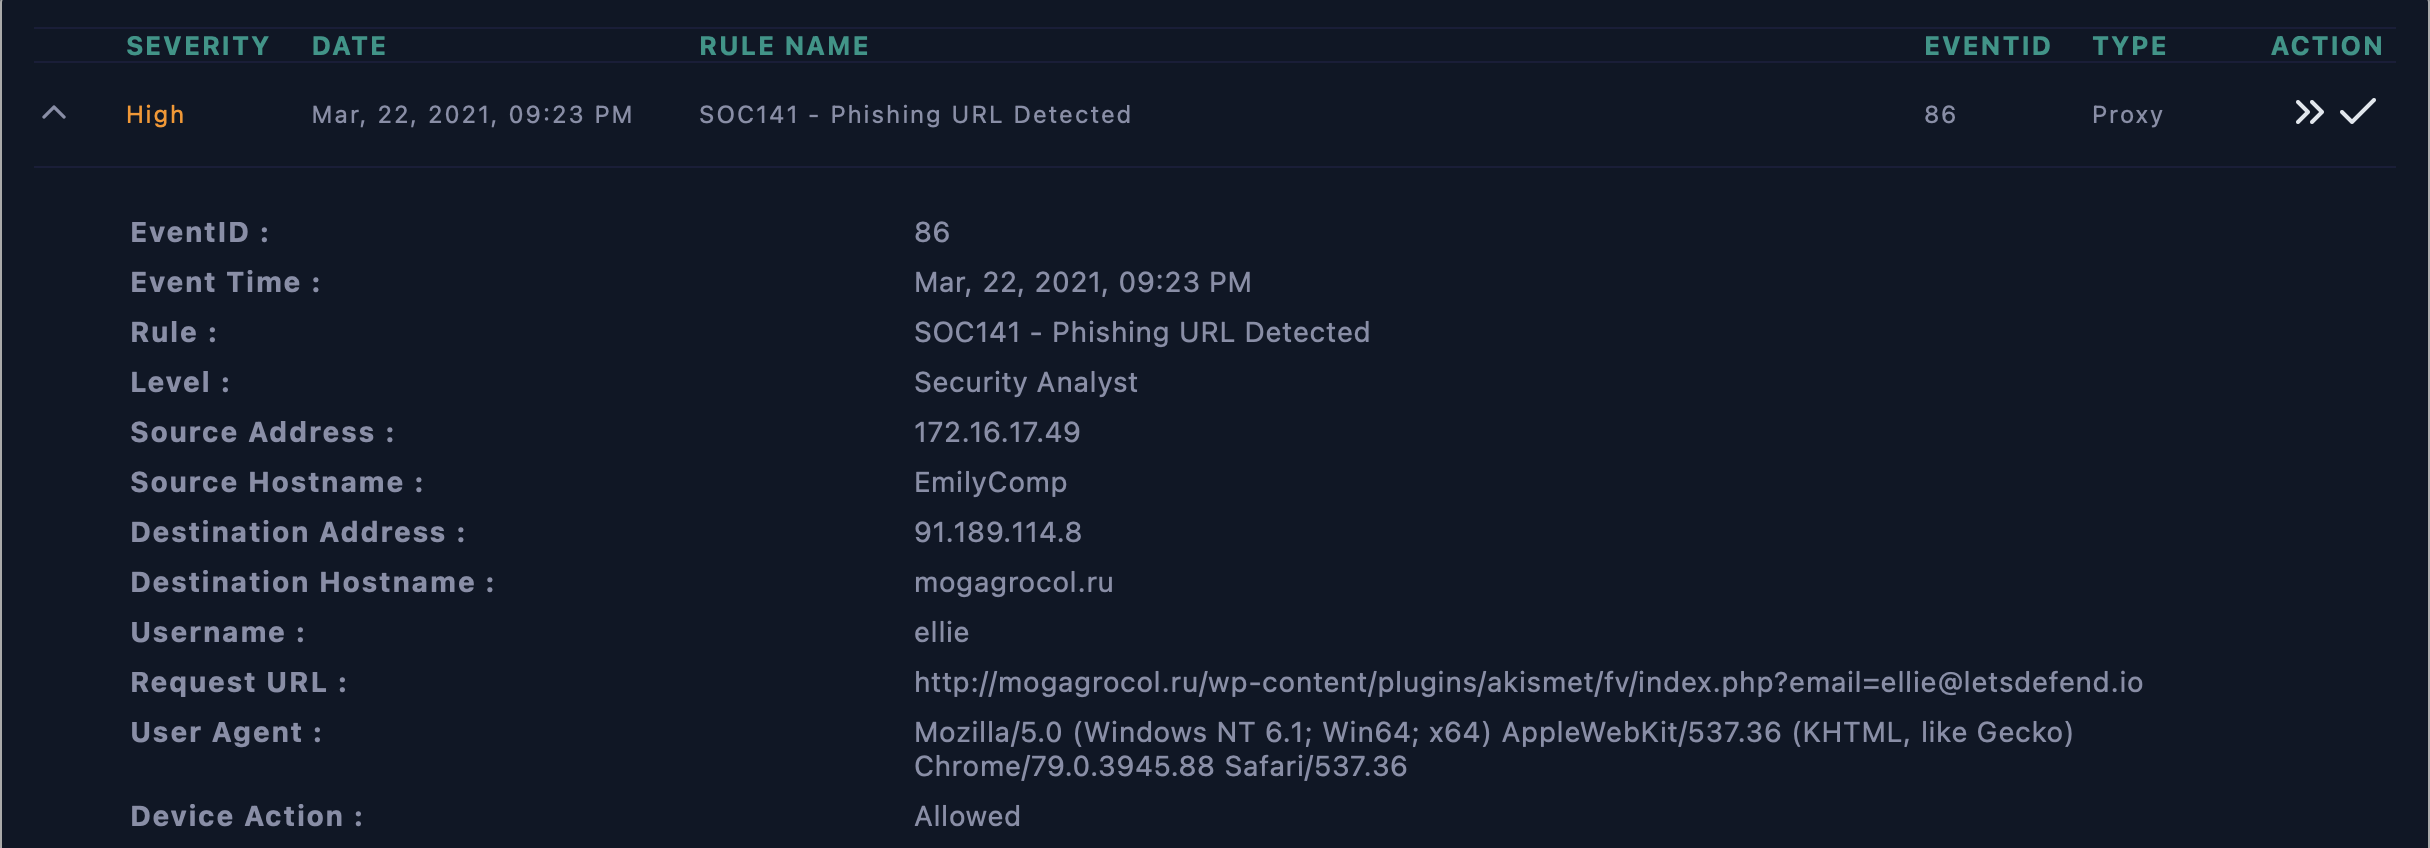 SEVERITY DATE RULE NAME EVENTID TYPE ACTION
High Mar, 22, 2021, 09:23 PM SOC141 - Phishing URL Detected 86 Proxy
EventID : 86
Event Time : Mar, 22, 2021, 09:23 PM
Rule : SOC141 - Phishing URL Detected
Level : Security Analyst
Source Address : 172.16.17.49
Source Hostname : EmilyComp
Destination Address : 91.189.114.8
Destination Hostname : mogagrocol.ru
Username : ellie
Request URL : http://mogagrocol.ru/wp-content/plugins/akismet/fv/index.php?email=ellie@letsdefend.io
User Agent : Mozilla/5.0 (Windows NT 6.1; Win64; x64) AppleWebKit/537.36 (KHTML, like Gecko)
Chrome/79.0.3945.88 Safari/537.36
Device Action : Allowed